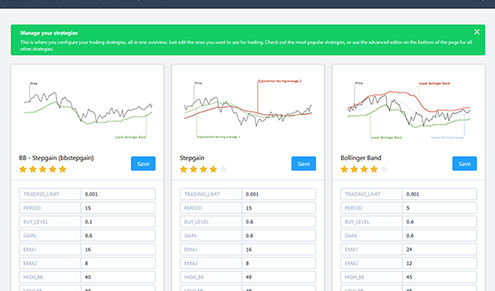 Manage your strategies
This is where you configure your trading strategies, all in one overview. Just edit the ones you want to use for trading. Check out the most popular strategies, or use the advanced editor on the bottom of the page for all
other strategies.
Price
Lower Bollinger Band
BB - Stepgain (bbstepgain)
Save
TRADING_LIMIT 0.001
PERIOD 15
BUY_LEVEL 0.1
GAIN 0.6
EMA1 16
EMA2 8
HIGH_BB 40
Price
Exponential Moving Average 2
Exponential Moving Average 1
Stepgain
Save
TRADING_LIMIT 0.001
PERIOD 15
BUY_LEVEL 0.6
GAIN 0.6
EMA1 16
EMA2 8
HIGH_BB 49
Price
Upper Bollinger Band
Lower Bollinger Band
Bollinger Band
Save
TRADING_LIMIT 0.001
PERIOD 5
BUY_LEVEL 0.6
GAIN 0.6
EMA1 24
EMA2 12
HIGH_BB 45